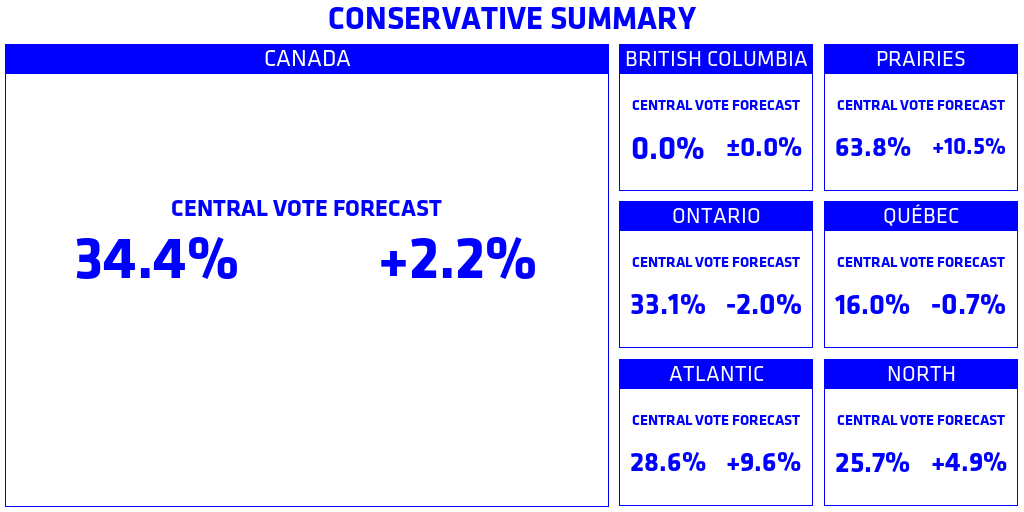 CONSERVATIVE SUMMARY
CANADA
CENTRAL VOTE FORECAST
34.4% +2.2%
BRITISH COLUMBIA
CENTRAL VOTE FORECAST
0.0% ±0.0%
PRAIRIES
CENTRAL VOTE FORECAST
63.8% +10.5%
ONTARIO
CENTRAL VOTE FORECAST
33.1% -2.0%
QUÉBEC
CENTRAL VOTE FORECAST
16.0% -0.7%
ATLANTIC
CENTRAL VOTE FORECAST
28.6% +9.6%
NORTH
CENTRAL VOTE FORECAST
25.7% +4.9%